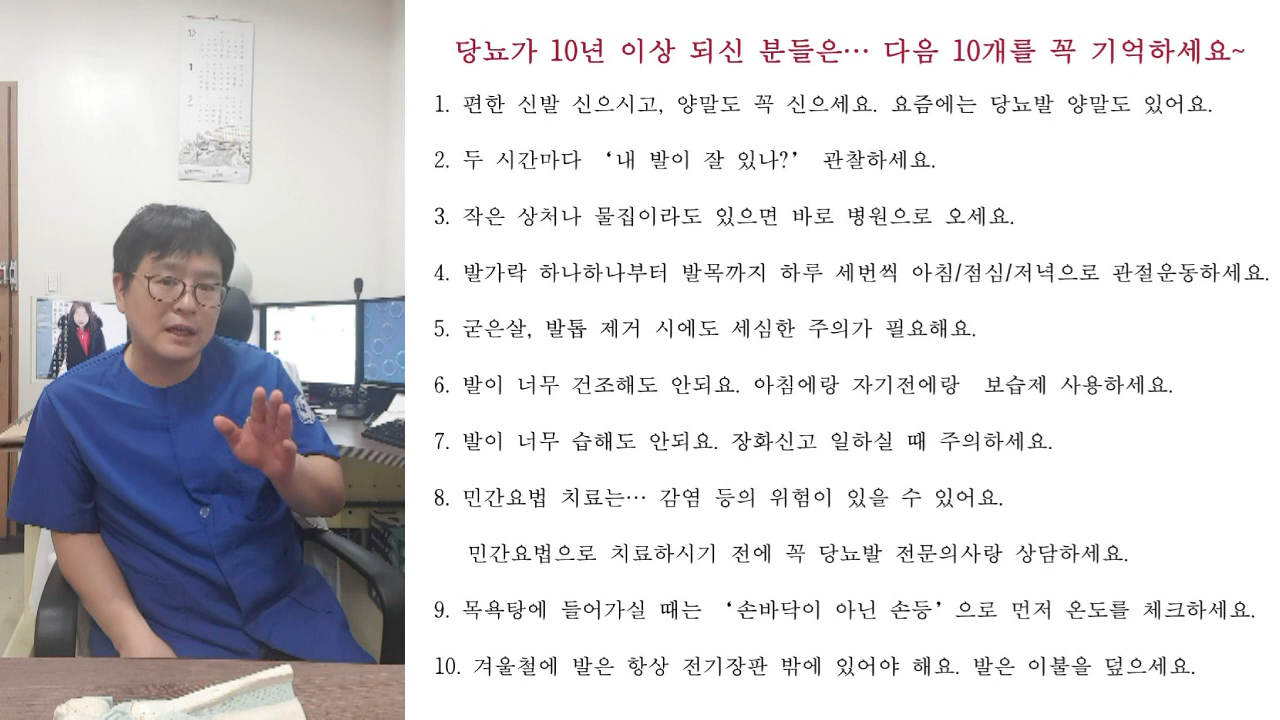 당뇨가 10년 이상 되신 분들은… 다음 10개를 꼭 기억하세요~
1. 편한 신발 신으시고, 양말도 꼭 신으세요. 요즘에는 당뇨발 양말도 있어요.
2. 두 시간마다 ‘내 발이 잘 있나?’ 관찰하세요.
3. 작은 상처나 물집이라도 있으면 바로 병원으로 오세요.
4. 발가락 하나하나부터 발목까지 하루 세번씩 아침/점심/저녁으로 관절운동하세요.
5. 굳은살, 발톱 제거 시에도 세심한 주의가 필요해요.
6. 발이 너무 건조해도 안되요. 아침에랑 자기전에랑 보습제 사용하세요.
7. 발이 너무 습해도 안되요. 장화신고 일하실 때 주의하세요.
8. 민간요법 치료는… 감염 등의 위험이 있을 수 있어요.
민간요법으로 치료하시기 전에 꼭 당뇨발 전문의사랑 상담하세요.
9. 목욕탕에 들어가실 때는 ‘손바닥이 아닌 손등’으로 먼저 온도를 체크하세요.
10. 겨울철에 발은 항상 전기장판 밖에 있어야 해요. 발은 이불을 덮으세요.